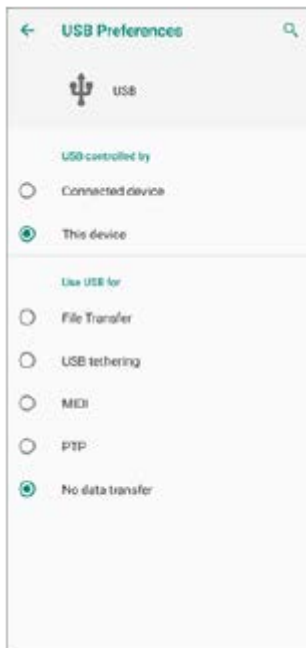 USB Preferences
USB
USB controlled by
Connected device
This device
Use USB for
File Transfer
USB tethering
MIDI
PTP
No data transfer